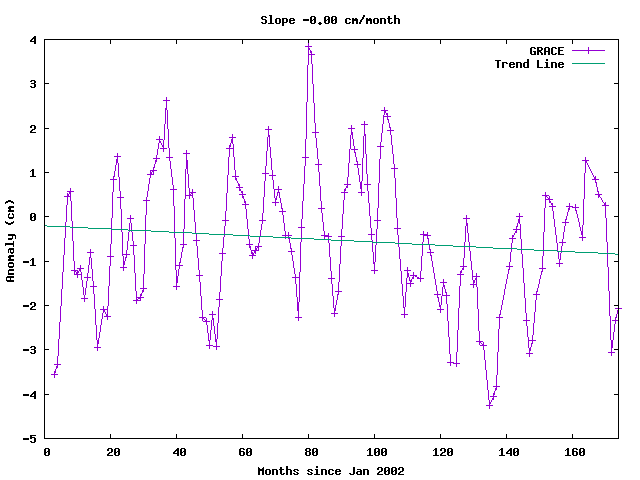 Slope -0.00 cm/month
GRACE
Trend Line
4
3
2
1
0
-1
-2
-3
-4
-5
Anomaly (cm)
0 20 40 60 80 100 120 140 160
Months since Jan 2002